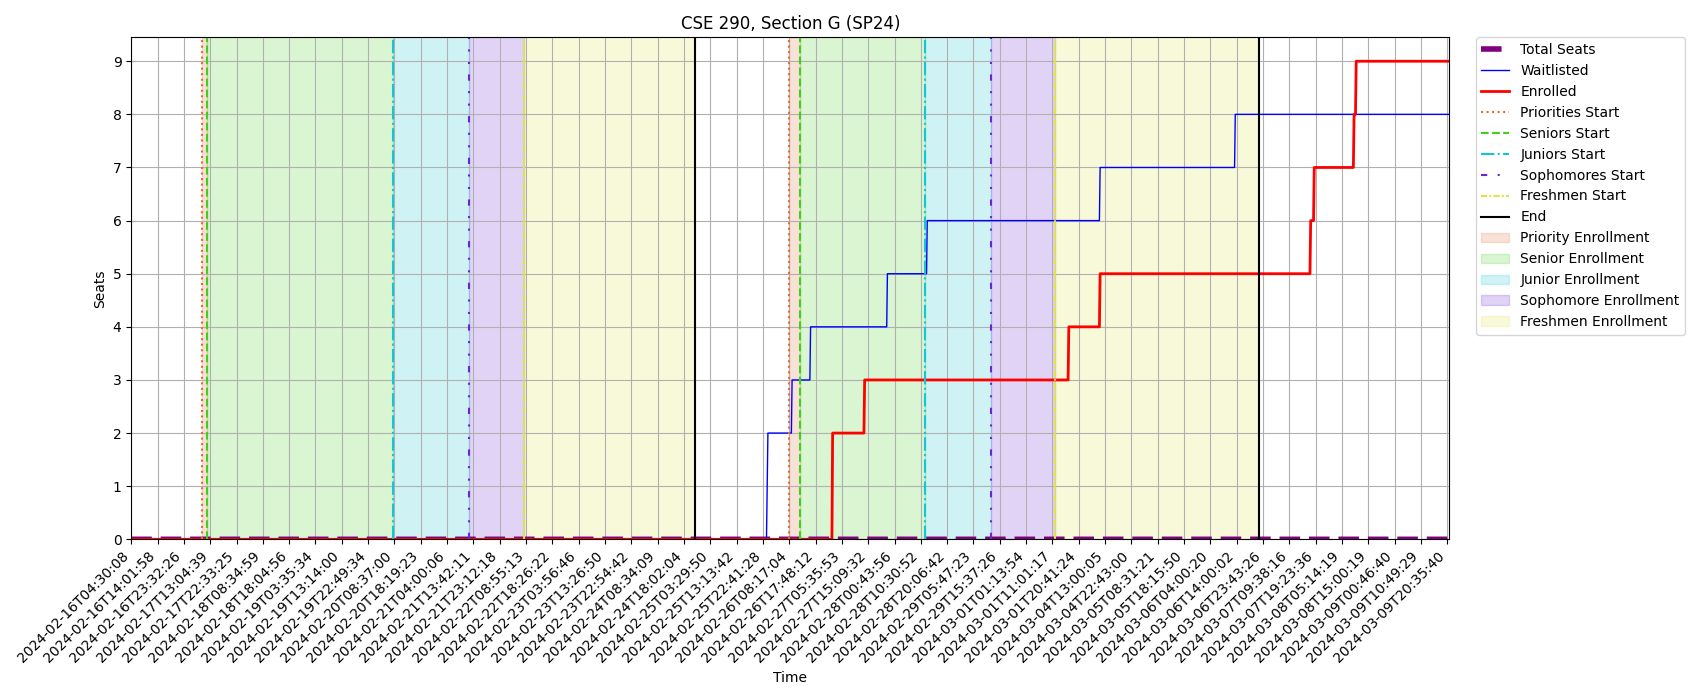 CSE 290, Section G (SP24)
Seats
9
8
7
6
5
4
3
2
1
0
2024-02-16T04:30:08
2024-02-16T14:01:58
2024-02-16T23:32:26
2024-02-17T13:04:39
2024-02-17T22:33:25
2024-02-18T08:34:59
2024-02-18T18:04:56
2024-02-19T03:35:34
2024-02-19T13:14:00
2024-02-19T22:49:34
2024-02-20T08:37:00
2024-02-20T18:19:23
2024-02-21T04:00:06
2024-02-21T13:42:11
2024-02-21T23:12:18
2024-02-22T08:55:13
2024-02-22T18:26:22
2024-02-23T03:56:46
2024-02-23T13:26:50
2024-02-23T22:54:42
2024-02-24T08:34:09
2024-02-24T18:02:04
2024-02-25T03:29:50
2024-02-25T13:13:42
2024-02-25T22:41:28
2024-02-26T08:17:04
2024-02-26T17:48:12
2024-02-27T05:35:53
2024-02-27T15:09:32
2024-02-28T00:43:56
2024-02-28T10:30:52
2024-02-28T20:06:42
2024-02-29T05:47:23
2024-02-29T15:37:26
2024-03-01T01:13:54
2024-03-01T11:01:17
2024-03-01T20:41:24
2024-03-04T13:00:05
2024-03-04T22:43:00
2024-03-05T08:31:21
2024-03-05T18:15:50
2024-03-06T04:00:20
2024-03-06T14:00:02
2024-03-06T23:43:26
2024-03-07T09:38:16
2024-03-07T19:23:36
2024-03-08T05:14:19
2024-03-08T15:00:19
2024-03-09T00:46:40
2024-03-09T10:49:29
2024-03-09T20:35:40
Time
Total Seats
Waitlisted
Enrolled
Priorities Start
Seniors Start
Juniors Start
Sophomores Start
Freshmen Start
End
Priority Enrollment
Senior Enrollment
Junior Enrollment
Sophomore Enrollment
Freshmen Enrollment